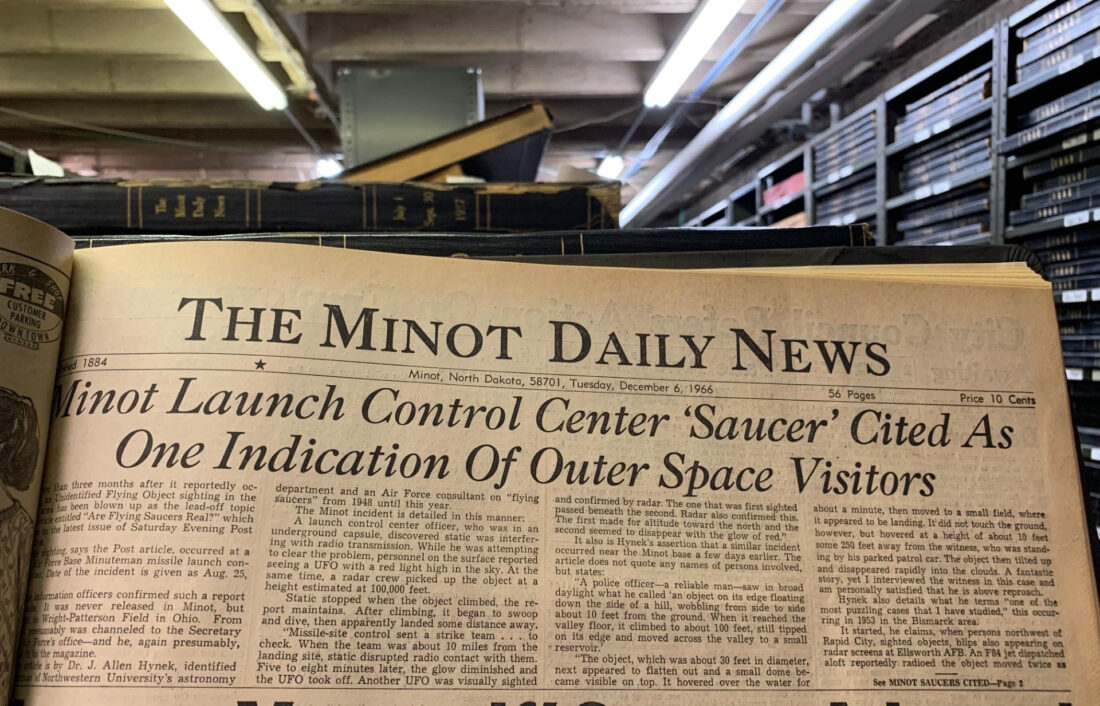 The
Minot
Daily
News
July 1
Sept. 30
1977
FREE
CUSTOMER
PARKING
DOWNTOWN
THE MINOT DAILY NEWS
1884
Minot, North Dakota, 58701, Tuesday, December 6, 1966
56 Pages
Price 10 Cents
Minot Launch Control Center ‘Saucer’ Cited As
One Indication Of Outer Space Visitors
than three months after it reportedly oc-
Unidentified Flying Object sighting in the
has been blown up as the lead-off topic
entitled "Are Flying Saucers Real?" which
the latest issue of Saturday Evening Post
says the Post article, occurred at a
Force Base Minuteman missile launch con-
Date of the incident is given as Aug. 25,
information officers confirmed such a report
It was never released in Minot, but
Wright-Patterson Field in Ohio. From
was channeled to the Secretary
Force's office—and he, again presumably,
to the magazine.
is by Dr. J. Allen Hynek, identified
of Northwestern University's astronomy
department and an Air Force consultant on "flying
saucers" from 1948 until this year.
The Minot incident is detailed in this manner:
A launch control center officer, who was in an
underground capsule, discovered static was interfer-
ing with radio transmission. While he was attempting
to clear the problem, personnel on the surface reported
seeing a UFO with a red light high in the sky. At the
same time, a radar crew picked up the object at a
height estimated at 100,000 feet.
Static stopped when the object climbed, the re-
port maintains. After climbing, it began to swoop
and dive, then apparently landed some distance away.
"Missile-site control sent a strike team . . . to
check. When the team was about 10 miles from the
landing site, static disrupted radio contact with them.
Five eight minutes later, the glow diminished and
the UFO took off. Another UFO was visually sighted
and confirmed by radar. The one that was first sighted
passed beneath the second. Radar also confirmed this.
The first made for altitude toward the north and the
second seemed to disappear with the glow of red."
It also is Hynek's assertion that a similar incident
occurred near the Minot base a few days earlier. The
article does not quote any names of persons involved,
but states:
"A police officer—a reliable man—saw in broad
daylight what he called 'an object on its edge floating
down the side of a hill, wobbling from side to side
about 10 feet from the ground. When it reached the
valley floor, it climbed to about 100 feet, still tipped
on its edge and moved across the valley to a small
reservoir.'
"The object, which was about 30 feet in diameter,
next appeared to flatten out and a small dome be-
came visible on top. It hovered over the water for
about a minute, then moved to a small field, where
it appeared to be landing. It did not touch the ground,
however, but hovered at a height of about 10 feet
some 250 feet away from the witness, who was stand-
ing by his parked patrol car. The object then tilted up
and disappeared rapidly into the clouds. A fantastic
story, yet I interviewed the witness in this case and
am personally satisfied that he is above reproach.
Hynek also details what he terms "one of the
most puzzling cases that I have studied," this occur-
ring in 1953 in the Bismarck area.
It started, he claims, when persons northwest of
Rapid City, sighted objects, blips also appearing on
radar screens at Ellsworth AFB. An F84 jet dispatched
aloft reportedly radioed the object moved twice as
See MINOT SAUCERS CITED—Page 2